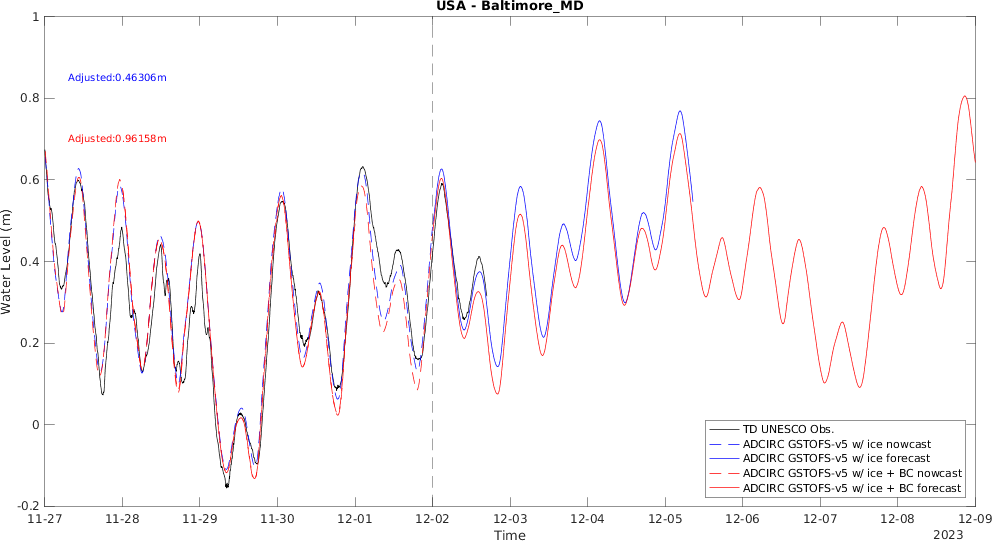 USA - Baltimore_MD
1
0.8
0.6
0.4
0.2
0
-0.2
Water Level (m)
Adjusted:0.46306m
Adjusted:0.96158m
TD UNESCO Obs.
ADCIRC GSTOFS-v5 w/ ice nowcast
ADCIRC GSTOFS-v5 w/ ice forecast
ADCIRC GSTOFS-v5 w/ ice + BC nowcast
ADCIRC GSTOFS-v5 w/ ice + BC forecast
11-27 11-28 11-29 11-30 12-01 12-02 12-03 12-04 12-05 12-06 12-07 12-08 12-09
Time
2023